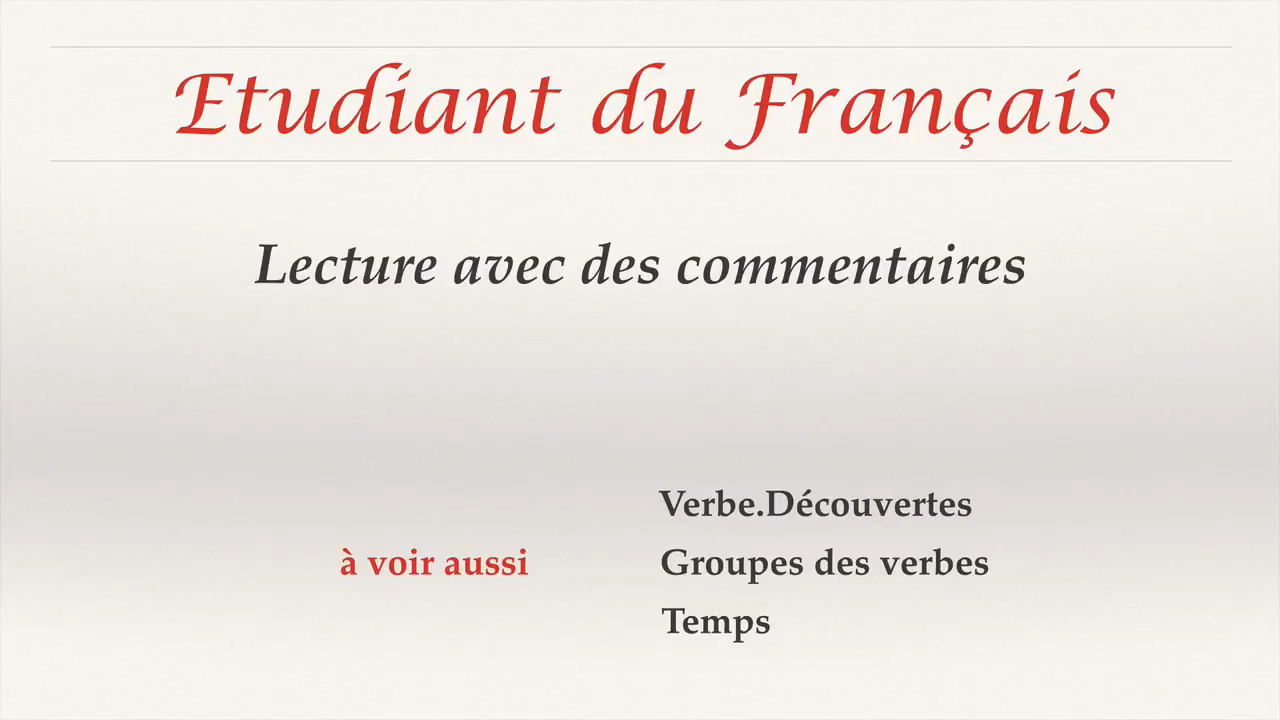 Etudiant du Français
Lecture avec des commentaires
Verbe.Découvertes
à voir aussi Groupes des verbes
Temps